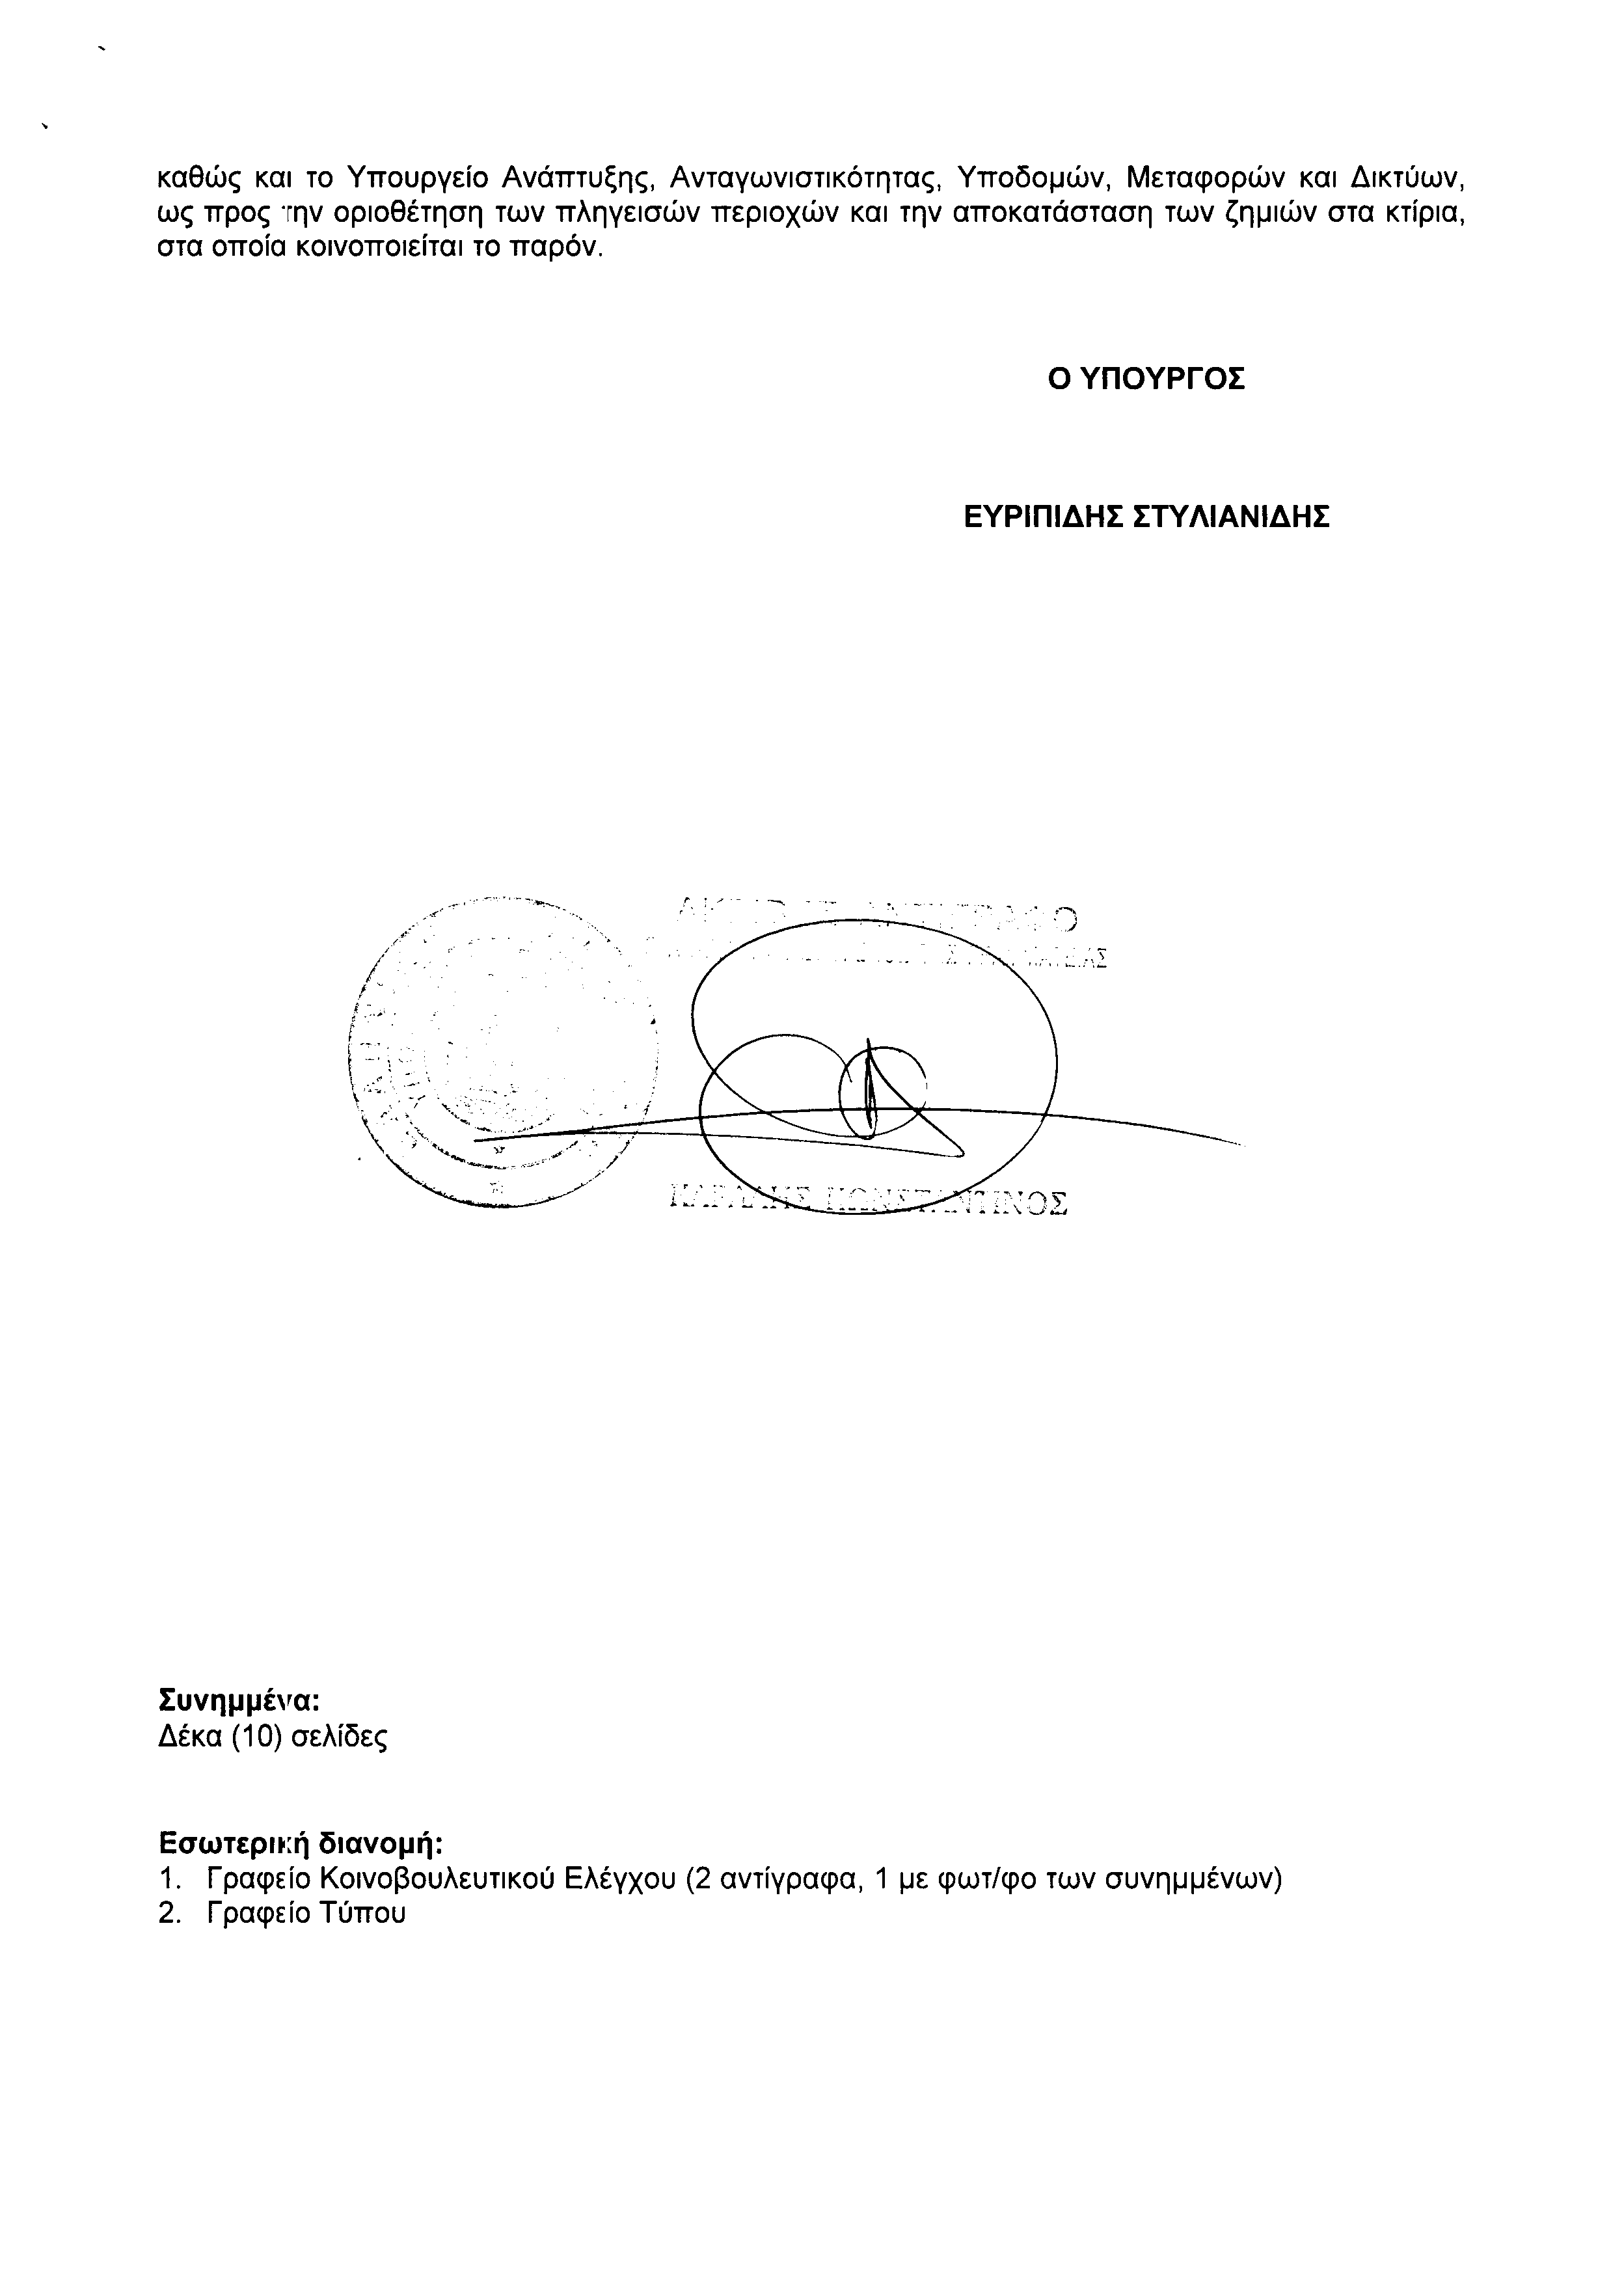 καθώς και το Υπουργείο Ανάπτυξης, Ανταγωνιστικότητας, Υποδομών, Μεταφορών και Δικτύων,
ως προς την οριοθέτηση των πληγεισών περιοχών και την αποκατάσταση των ζημιών στα κτίρια,
στα οποία κοινοποιείται το παρόν.
Ο ΥΠΟΥΡΓΟΣ
ΕΥΡΙΠΙΔΗΣ ΣΤΥΛΙΑΝΙΔΗΣ
ΚΩΝΣΤΑΝΤΙΝΟΣ
Συνημμένα:
Δέκα (10) σελίδες
Εσωτερική διανομή:
1. Γραφείο Κοινοβουλευτικού Ελέγχου (2 αντίγραφα, 1 με φωτ/φο των συνημμένων)
2. Γραφείο Τύπου